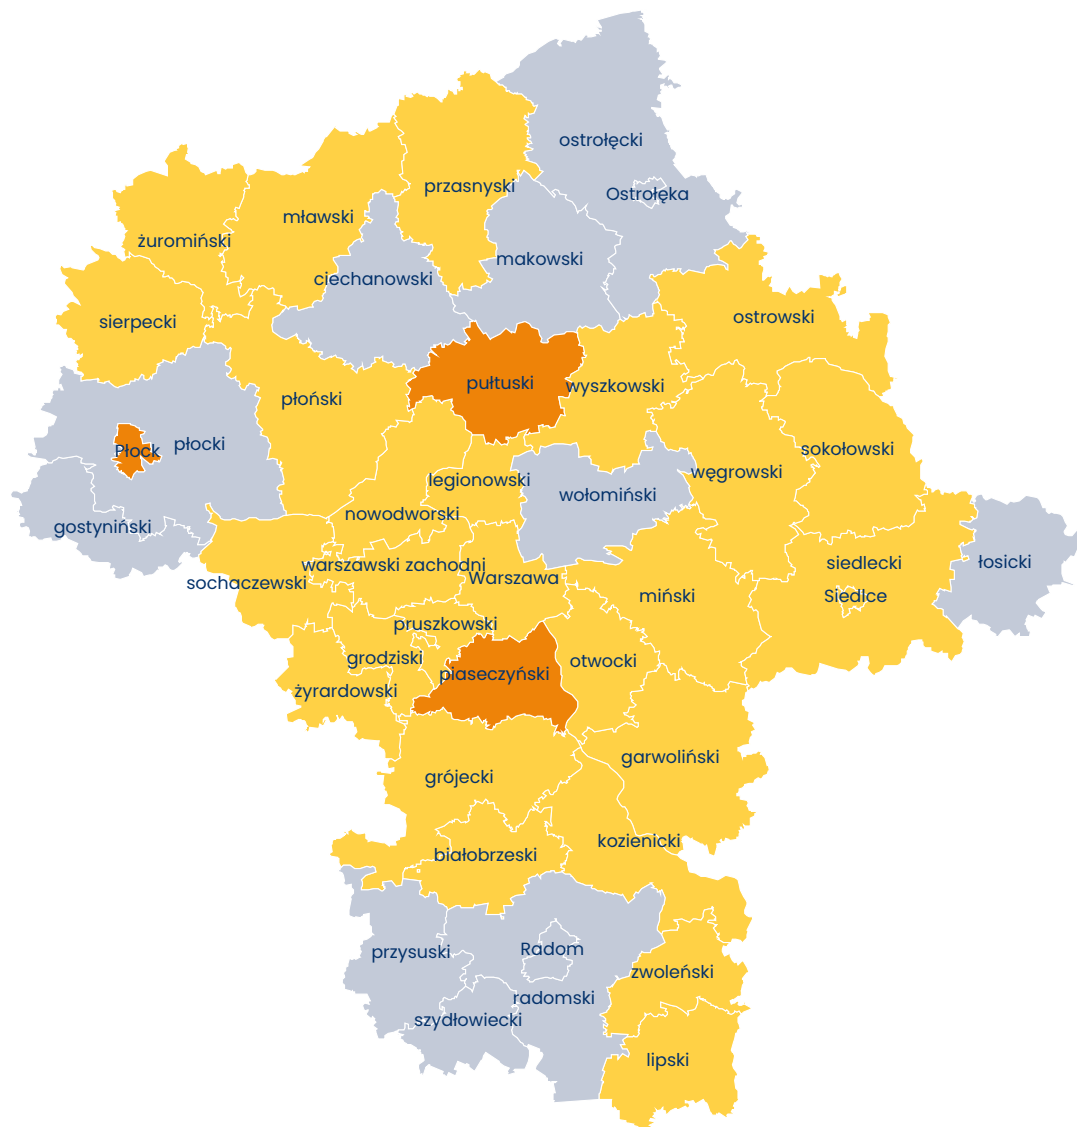 ostrołęcki
przasnyski
Ostrołęka
mławski
żuromiński
makowski
ciechanowski
sierpecki
ostrowski
pułtuski
wyszkowski
płoński
płocki
Płock
sokołowski
węgrowski
legionowski
wołomiński
nowodworski
gostyniński
warszawski zachodni
siedlecki
łosicki
Warszawa
sochaczewski
miński
Siedlce
pruszkowski
grodziski
otwocki
piaseczyński
żyrardowski
garwoliński
grójecki
kozienicki
białobrzeski
Radom
przysuski
zwoleński
radomski
szydłowiecki
lipski